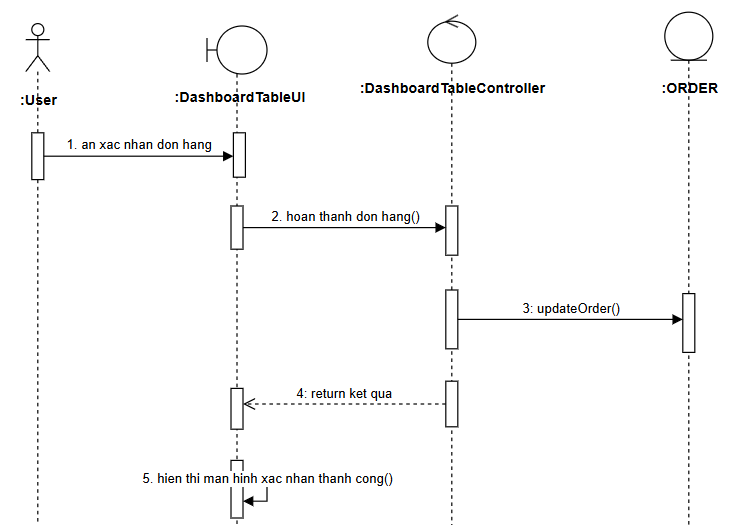 :User
:DashboardTableUI
:DashboardTableController
:ORDER
1. an xac nhan don hang
2. hoan thanh don hang()
3: updateOrder()
4: return ket qua
5. hien thi man hinh xac nhan thanh cong()